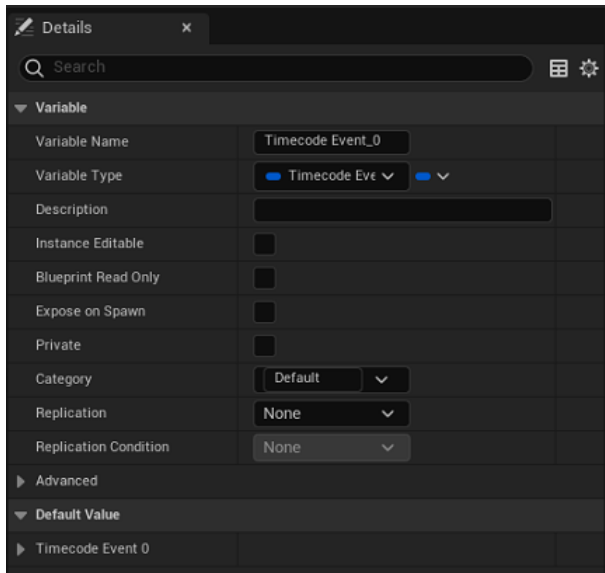 Details
Search
Variable
Variable Name Timecode Event_0
Variable Type Timecode Eve
Description
Instance Editable
Blueprint Read Only
Expose on Spawn
Private
Category Default
Replication None
Replication Condition None
Advanced
Default Value
Timecode Event 0